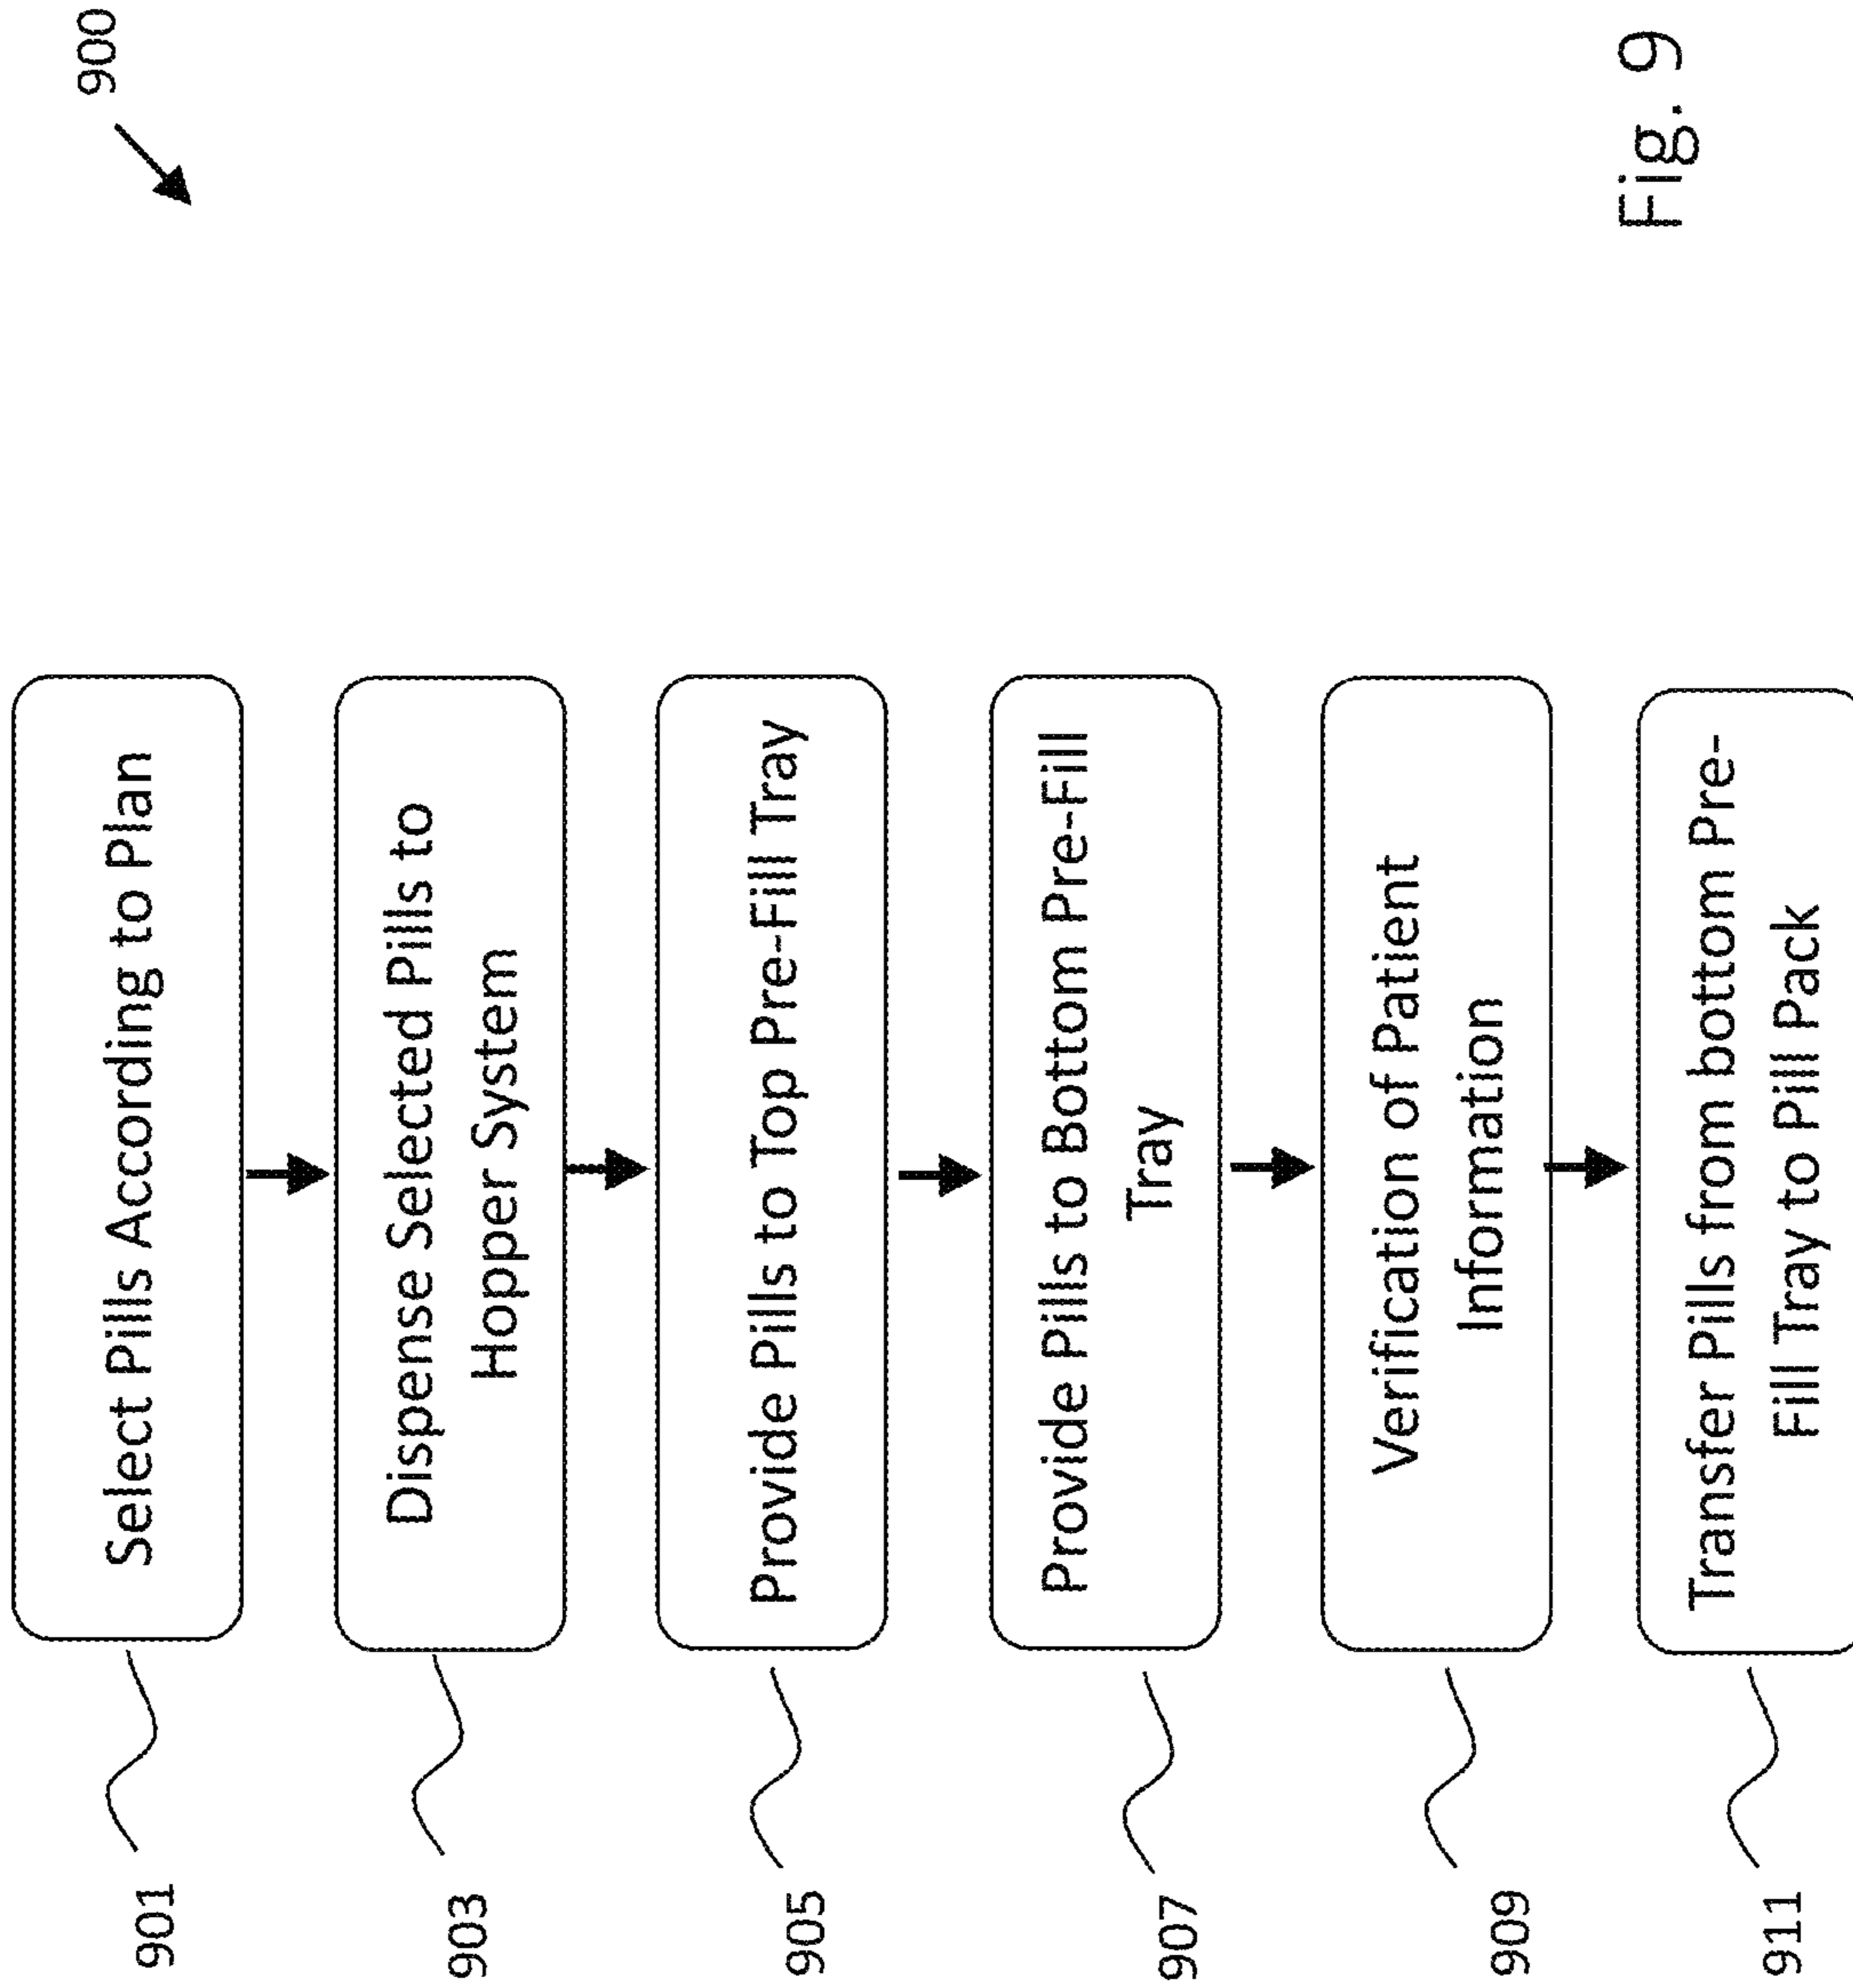 900
901
Select Pills According to Plan
903
Dispense Selected Pills to
Hopper System
905
Provide Pills to Top Pre-Fill Tray
907
Provide Pills to Bottom Pre-Fill
Tray
909
Verification of Patient
Information
911
Transfer Pills from bottom Pre-
Fill Tray to Pill Pack
Fig. 9